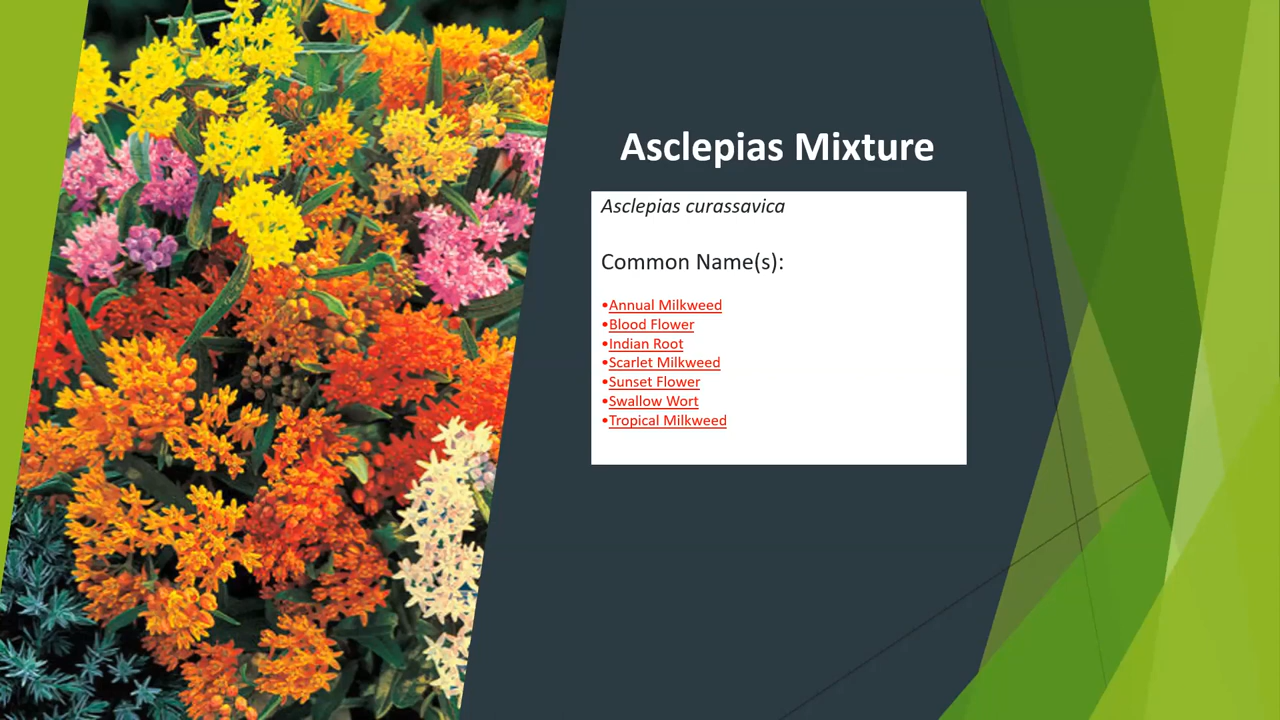 Asclepias Mixture
Asclepias curassavica
Common Name(s):
•Annual Milkweed
•Blood Flower
•Indian Root
•Scarlet Milkweed
•Sunset Flower
•Swallow Wort
•Tropical Milkweed